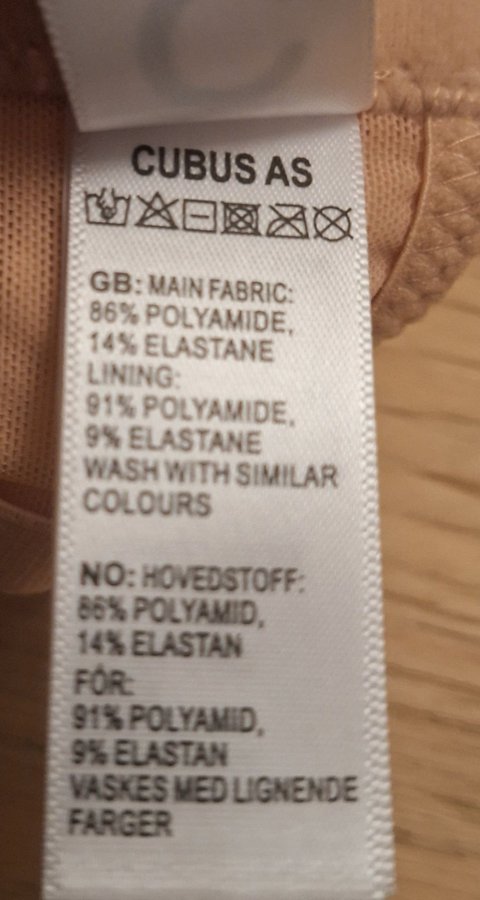 CUBUS AS
GB: MAIN FABRIC:
86% POLYAMIDE,
14% ELASTANE
LINING:
91% POLYAMIDE,
9% ELASTANE
WASH WITH SIMILAR
COLOURS
NO: HOVEDSTOFF:
86% POLYAMID,
14% ELASTAN
FÔR:
91% POLYAMID,
9% ELASTAN
VASKES MED LIGNENDE
FARGER